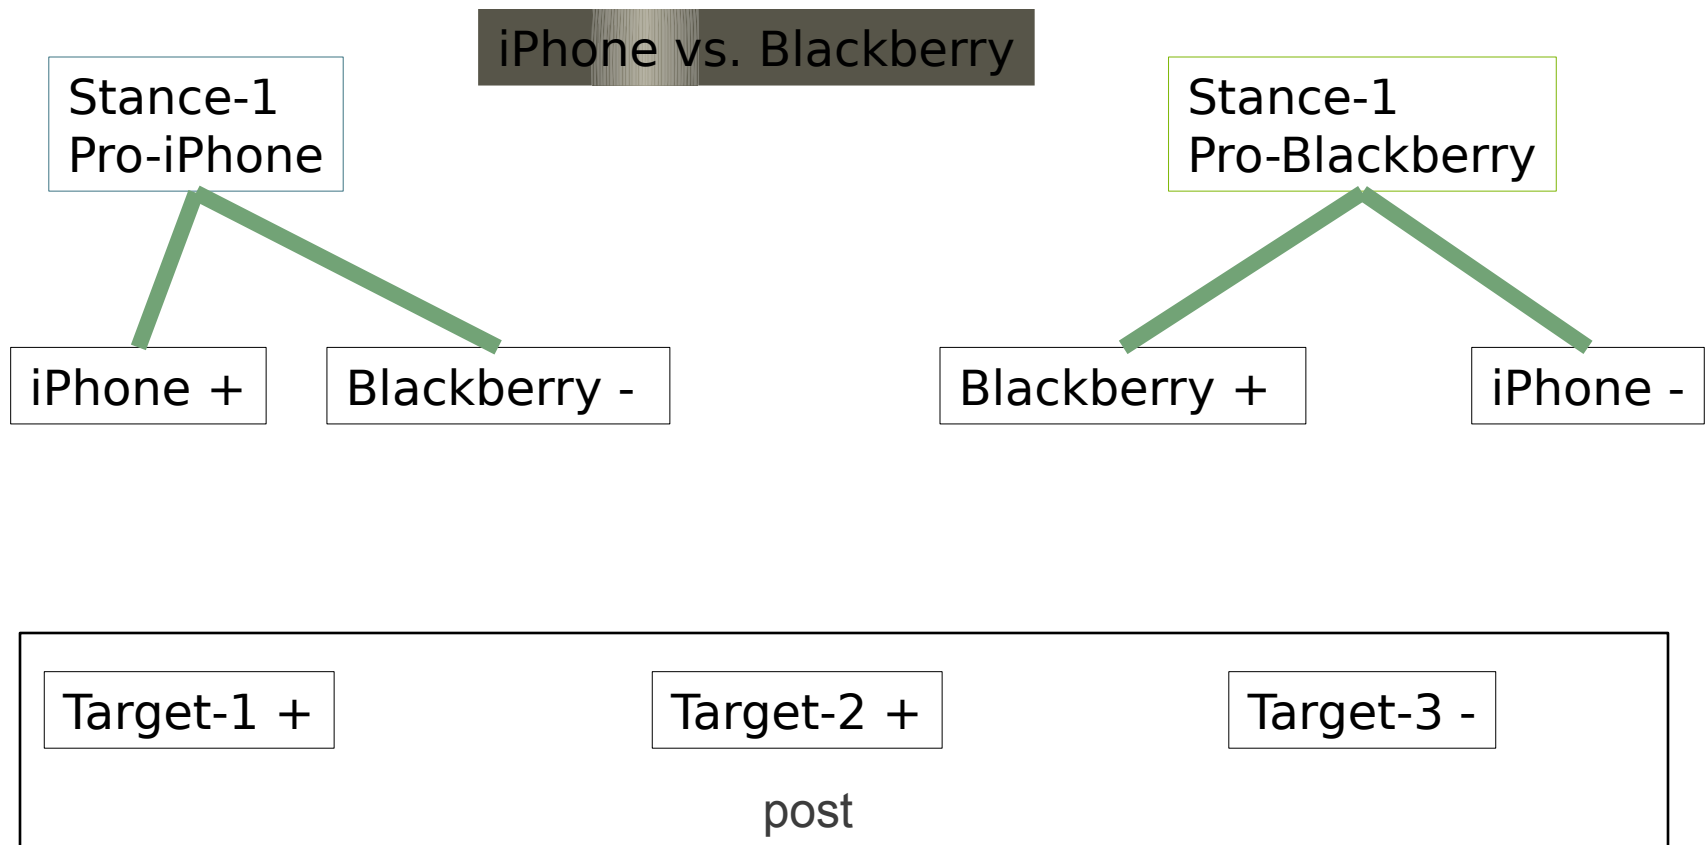 iPhone vs. Blackberry
Stance-1
Pro-iPhone
Stance-1
Pro-Blackberry
iPhone +
Blackberry -
Blackberry +
iPhone -
Target-1 +
Target-2 +
Target-3 -
post